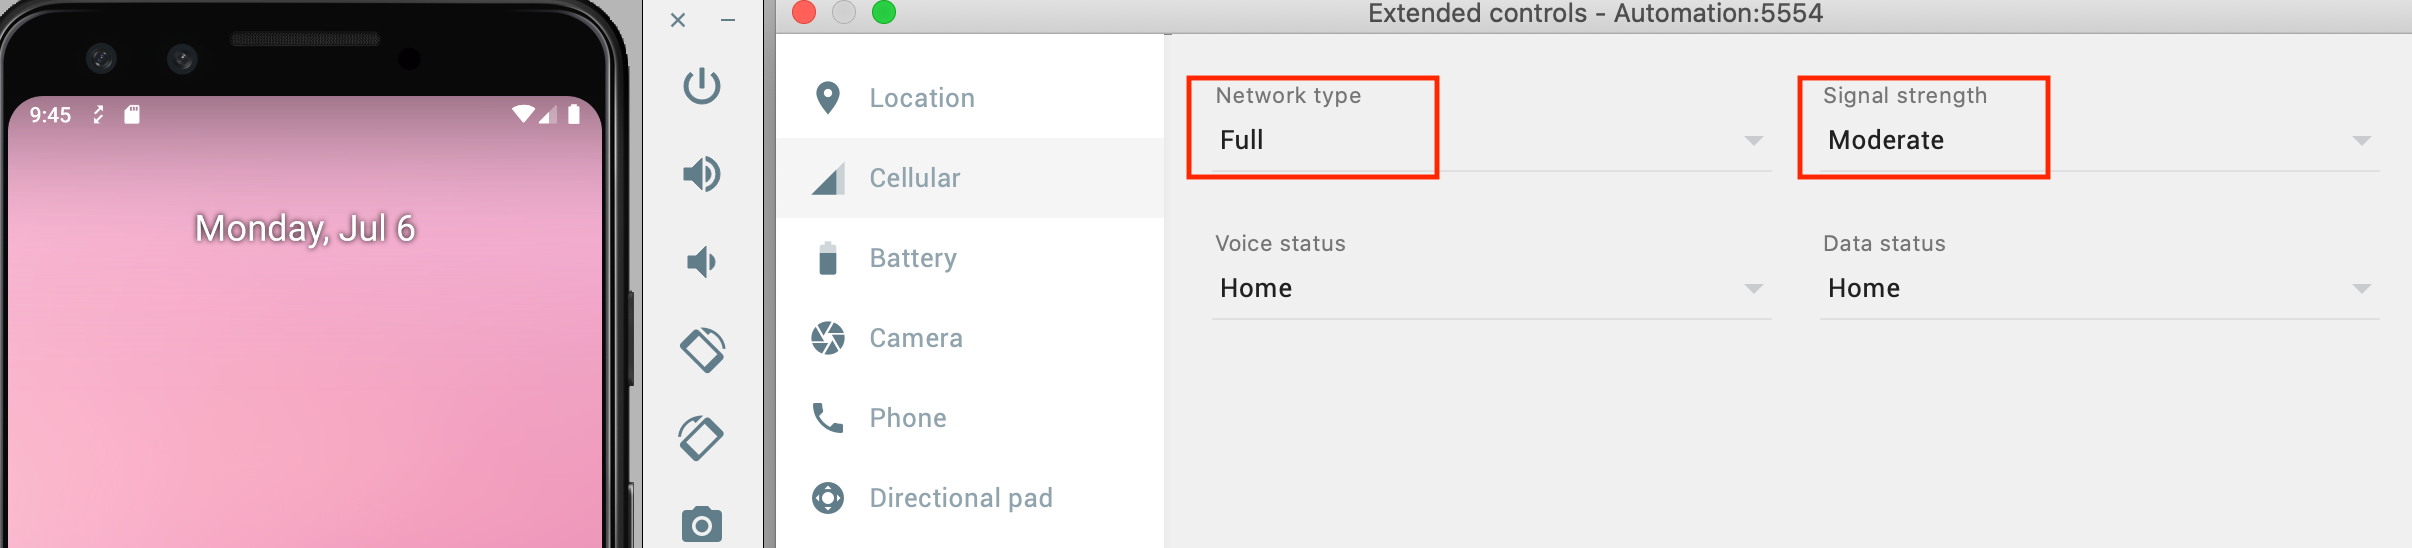 9:45
Monday, Jul 6
Extended controls - Automation:5554
Location
Cellular
Battery
Camera
Phone
Directional pad
Network type
Full
Signal strength
Moderate
Voice status
Home
Data status
Home